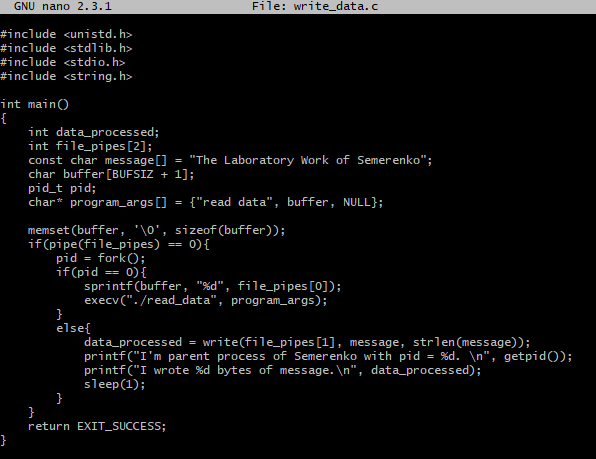 GNU nano 2.3.1 File: write_data.c
#include <unistd.h>
#include <stdlib.h>
#include <stdio.h>
#include <string.h>
int main()
{
    int data_processed;
    int file_pipes[2];
    const char message[] = "The Laboratory Work of Semerenko";
    char buffer[BUFSIZ + 1];
    pid_t pid;
    char* program_args[] = {"read data", buffer, NULL};
    memset(buffer, '\0', sizeof(buffer));
    if(pipe(file_pipes) == 0){
        pid = fork();
        if(pid == 0){
            sprintf(buffer, "%d", file_pipes[0]);
            execv("./read_data", program_args);
        }
        else{
            data_processed = write(file_pipes[1], message, strlen(message));
            printf("I'm parent process of Semerenko with pid = %d. \n", getpid());
            printf("I wrote %d bytes of message.\n", data_processed);
            sleep(1);
        }
    }
    return EXIT_SUCCESS;
}